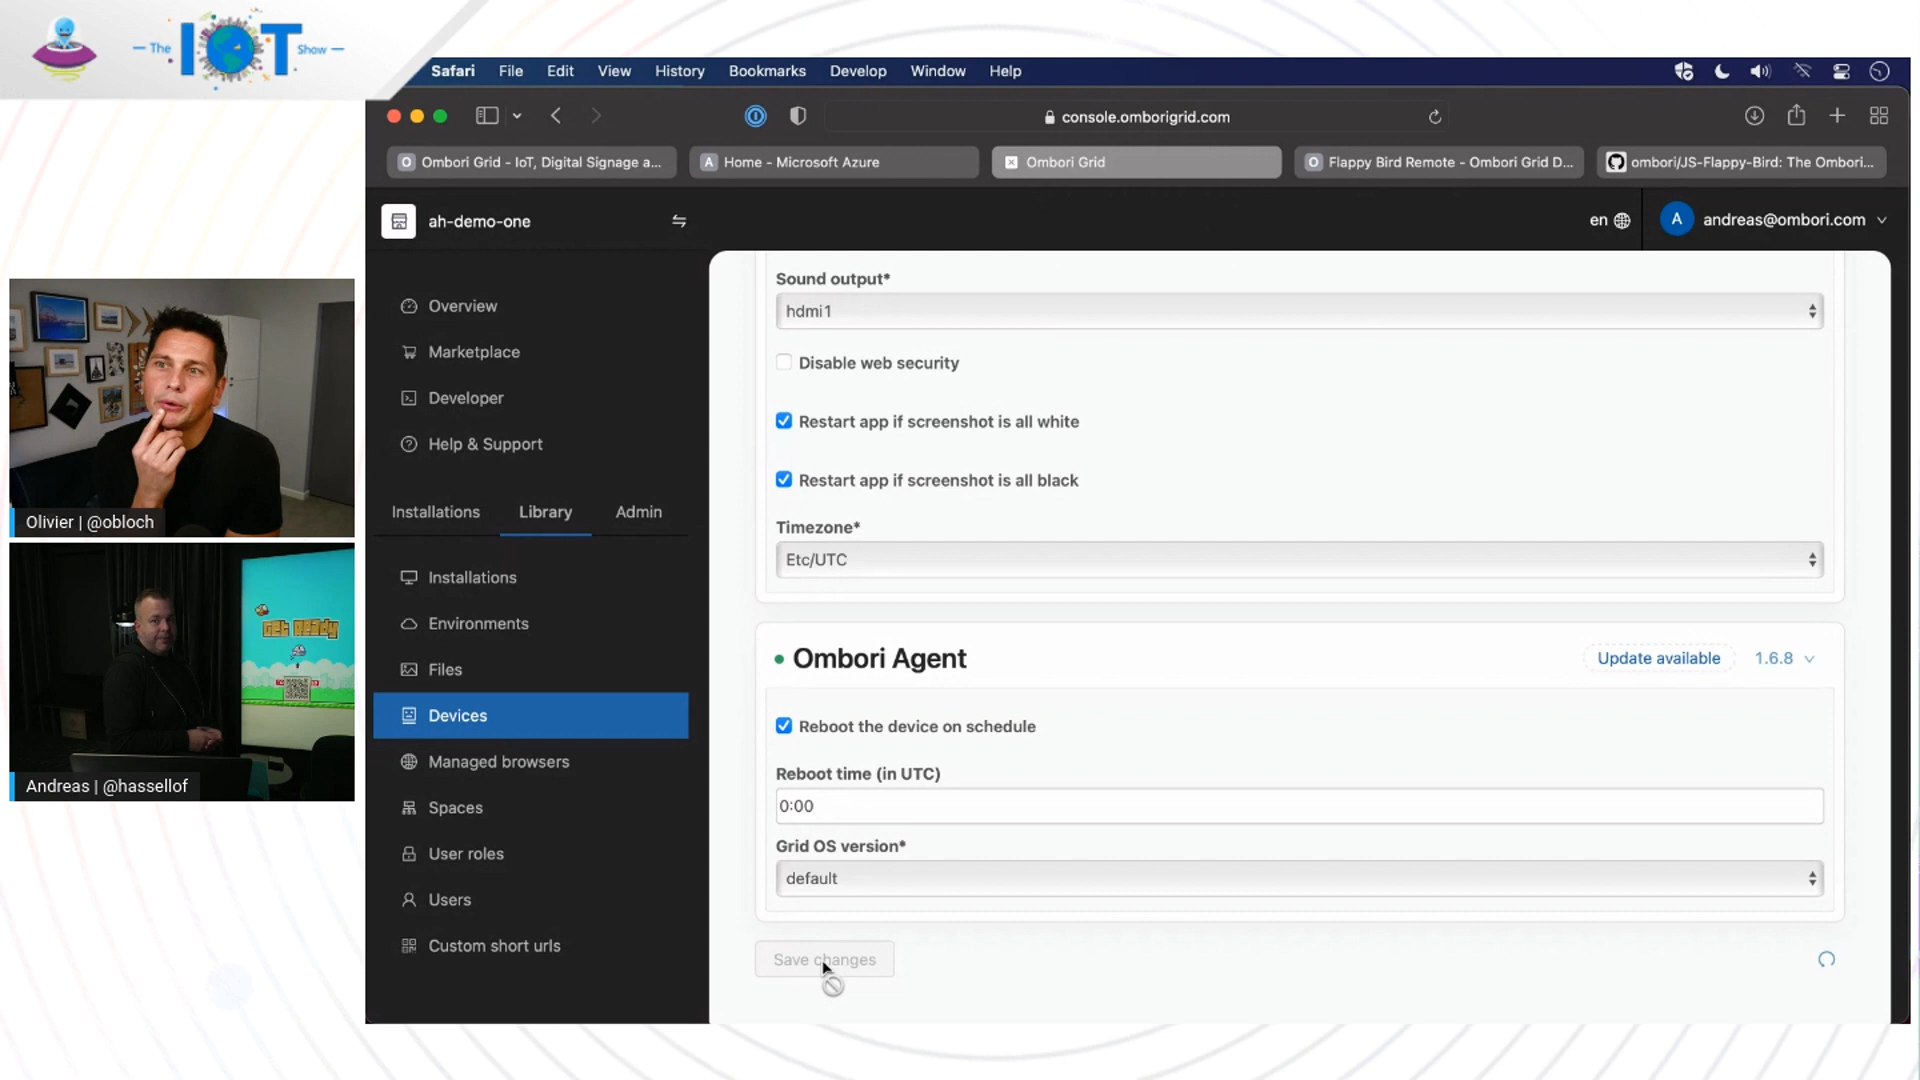 The IOT Show
Safari File Edit View History Bookmarks Develop Window Help
console.omborigrid.com
Ombori Grid - IoT, Digital Signage a...
Home - Microsoft Azure
Ombori Grid
Flappy Bird Remote - Ombori Grid D...
ombori/JS-Flappy-Bird: The Ombori...
ah-demo-one
en
A
andreas@ombori.com
Overview
Marketplace
Developer
Help & Support
Installations Library Admin
Installations
Environments
Files
Devices
Managed browsers
Spaces
User roles
Users
Custom short urls
Sound output*
hdmi1
Disable web security
Restart app if screenshot is all white
Restart app if screenshot is all black
Timezone*
Etc/UTC
Ombori Agent
Update available
1.6.8
Reboot the device on schedule
Reboot time (in UTC)
0:00
Grid OS version*
default
Save changes
Olivier | @obloch
Get Ready
Andreas | @hassellof